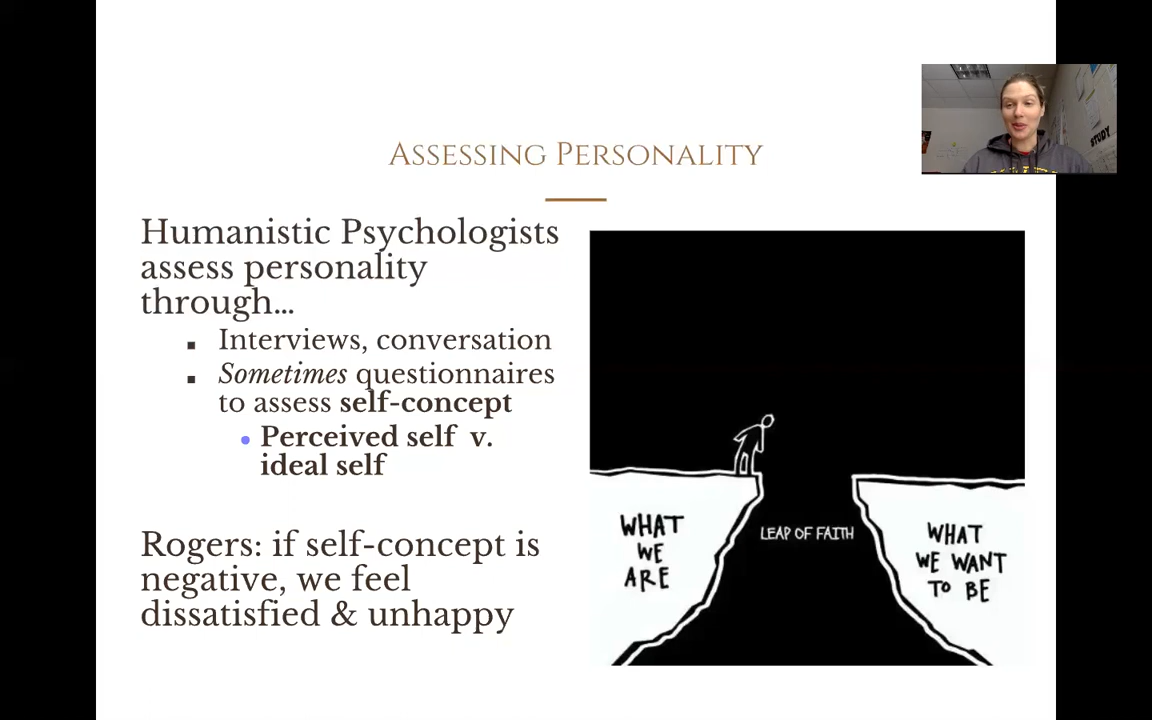 ASSESSING PERSONALITY
STUDY
Humanistic Psychologists
assess personality
through...
▪ Interviews, conversation
▪ Sometimes questionnaires
to assess self-concept
• Perceived self v.
ideal self
Rogers: if self-concept is
negative, we feel
dissatisfied & unhappy
WHAT
WE
ARE
LEAP OF FAITH
WHAT
WE WANT
TO BE